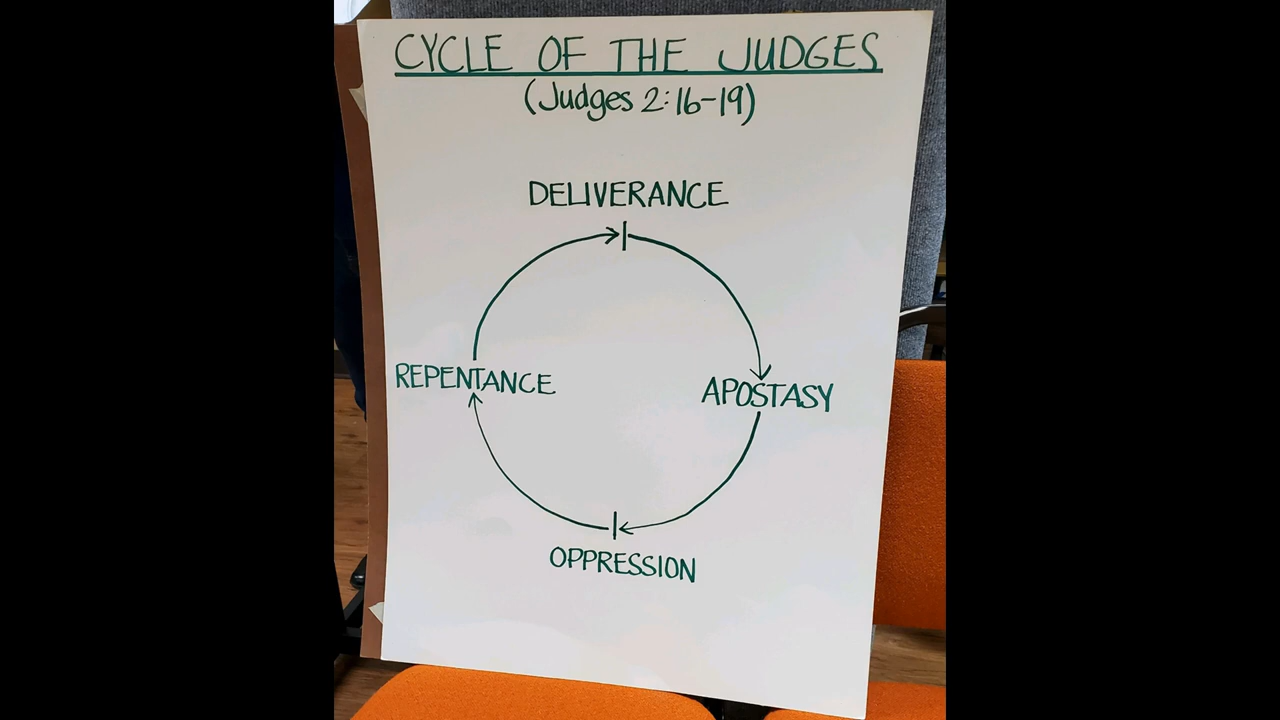 CYCLE OF THE JUDGES
(Judges 2:16-19)
DELIVERANCE
REPENTANCE
APOSTASY
OPPRESSION